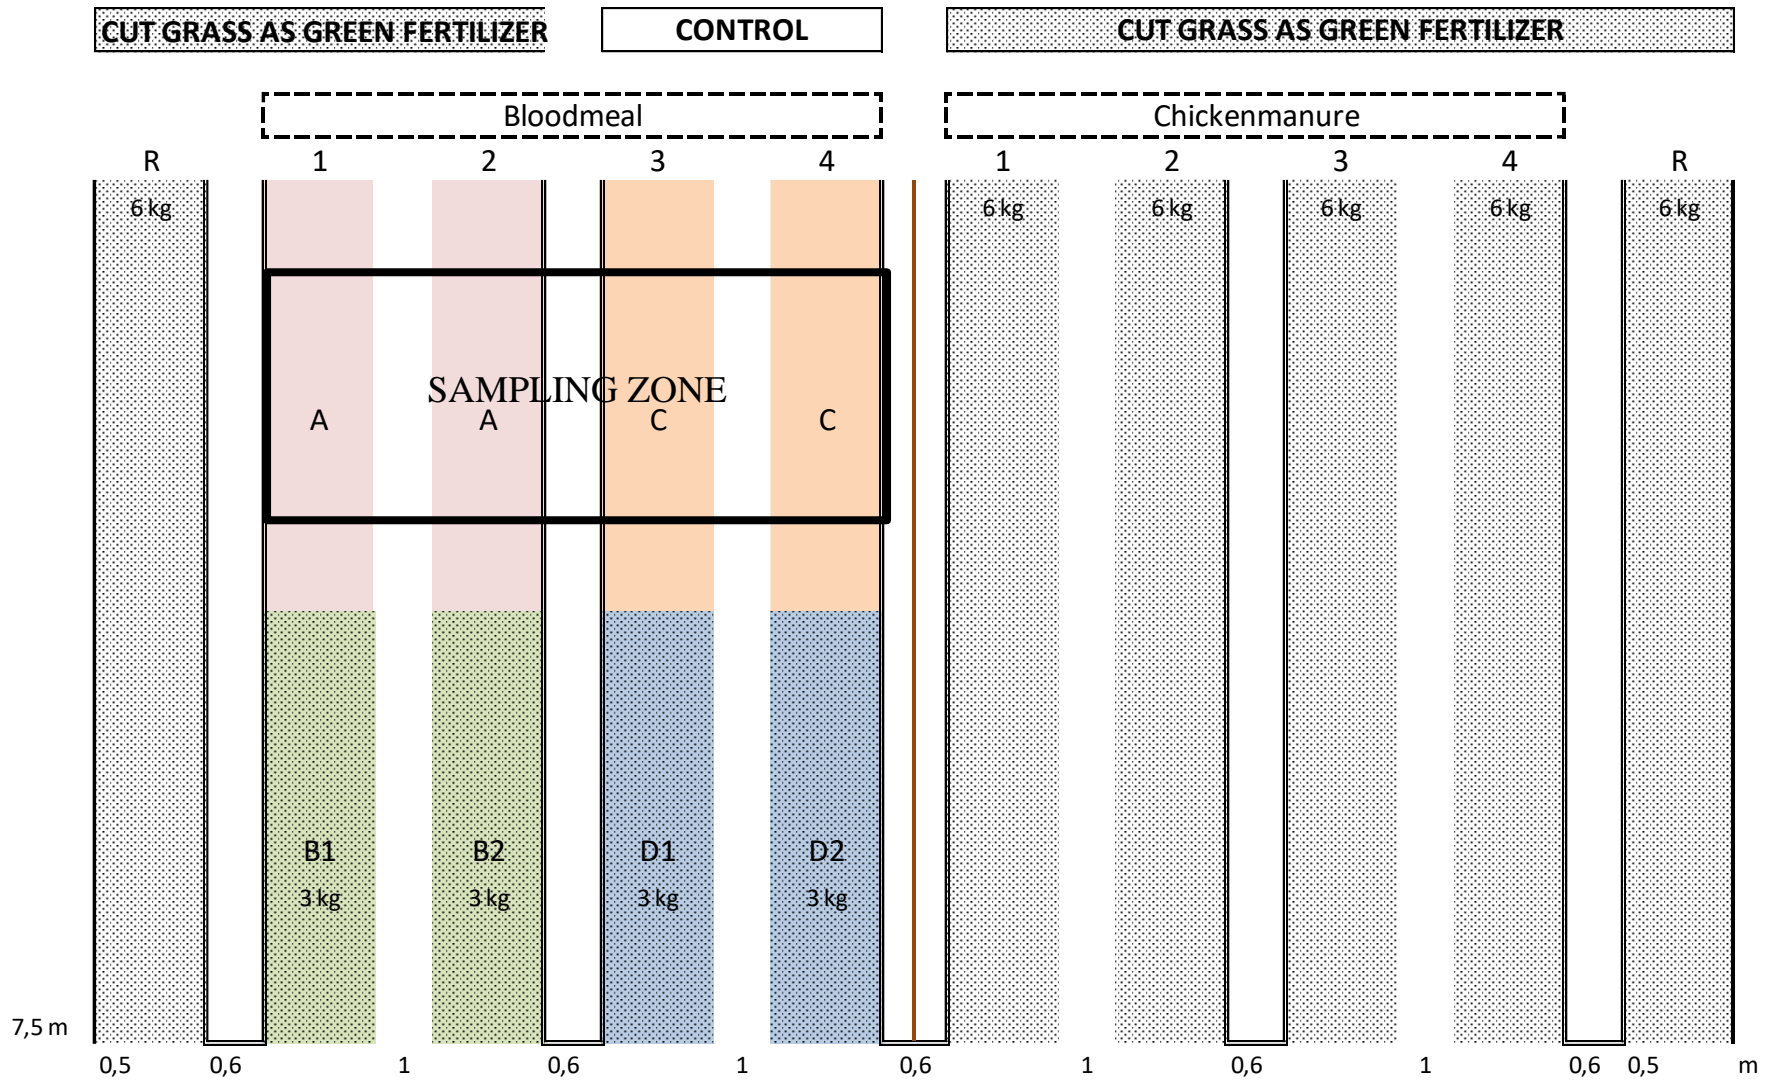 CUT GRASS AS GREEN FERTILIZER CONTROL CUT GRASS AS GREEN FERTILIZER
Bloodmeal Chickenmanure
R 1 2 3 4 1 2 3 4 R
6 kg 6 kg 6 kg 6 kg 6 kg 6 kg
SAMPLING ZONE
A A C C
B1 B2 D1 D2
3 kg 3 kg 3 kg 3 kg
7,5 m
0,5 0,6 1 0,6 1 0,6 1 0,6 1 0,6 0,5 m